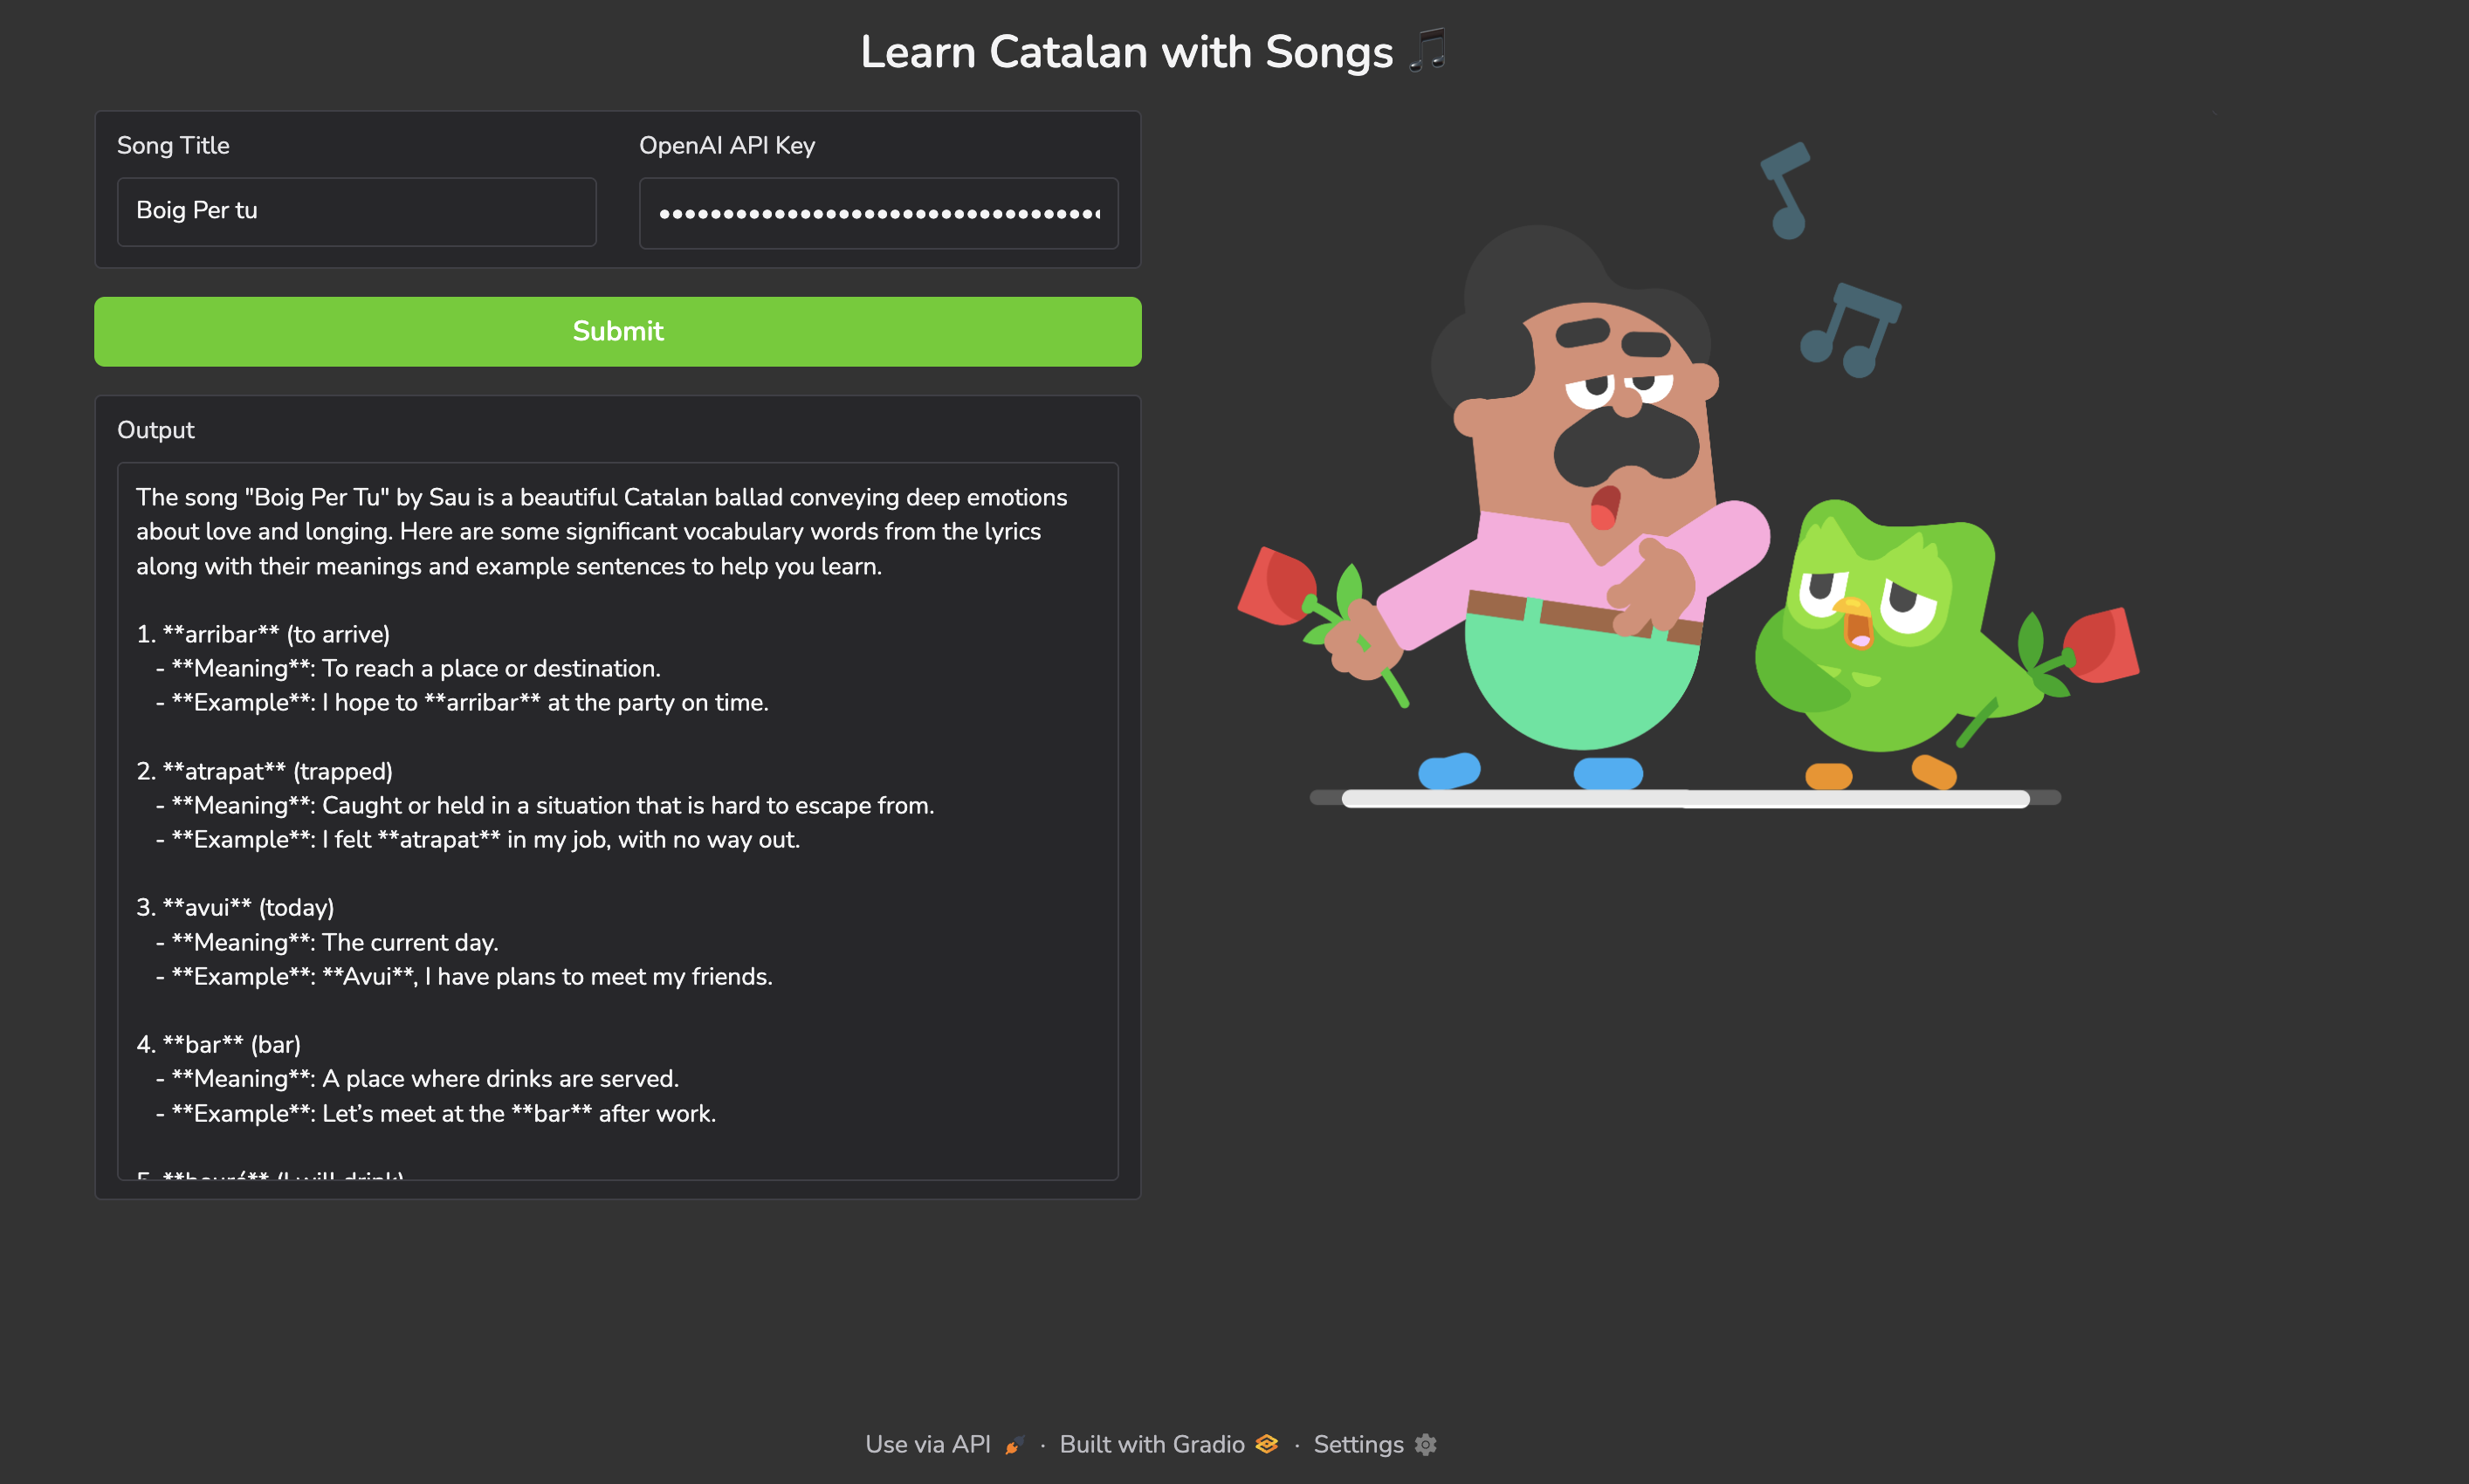 Learn Catalan with Songs 🎵
Song Title
OpenAI API Key
Boig Per tu
Submit
Output
The song "Boig Per Tu" by Sau is a beautiful Catalan ballad conveying deep emotions
about love and longing. Here are some significant vocabulary words from the lyrics
along with their meanings and example sentences to help you learn.
1. **arribar** (to arrive)
- **Meaning**: To reach a place or destination.
- **Example**: I hope to **arribar** at the party on time.
2. **atrapat** (trapped)
- **Meaning**: Caught or held in a situation that is hard to escape from.
- **Example**: I felt **atrapat** in my job, with no way out.
3. **avui** (today)
- **Meaning**: The current day.
- **Example**: **Avui**, I have plans to meet my friends.
4. **bar** (bar)
- **Meaning**: A place where drinks are served.
- **Example**: Let’s meet at the **bar** after work.
5. **beuré** (I will drink)
Use via API 🚀 · Built with Gradio · Settings ⚙️